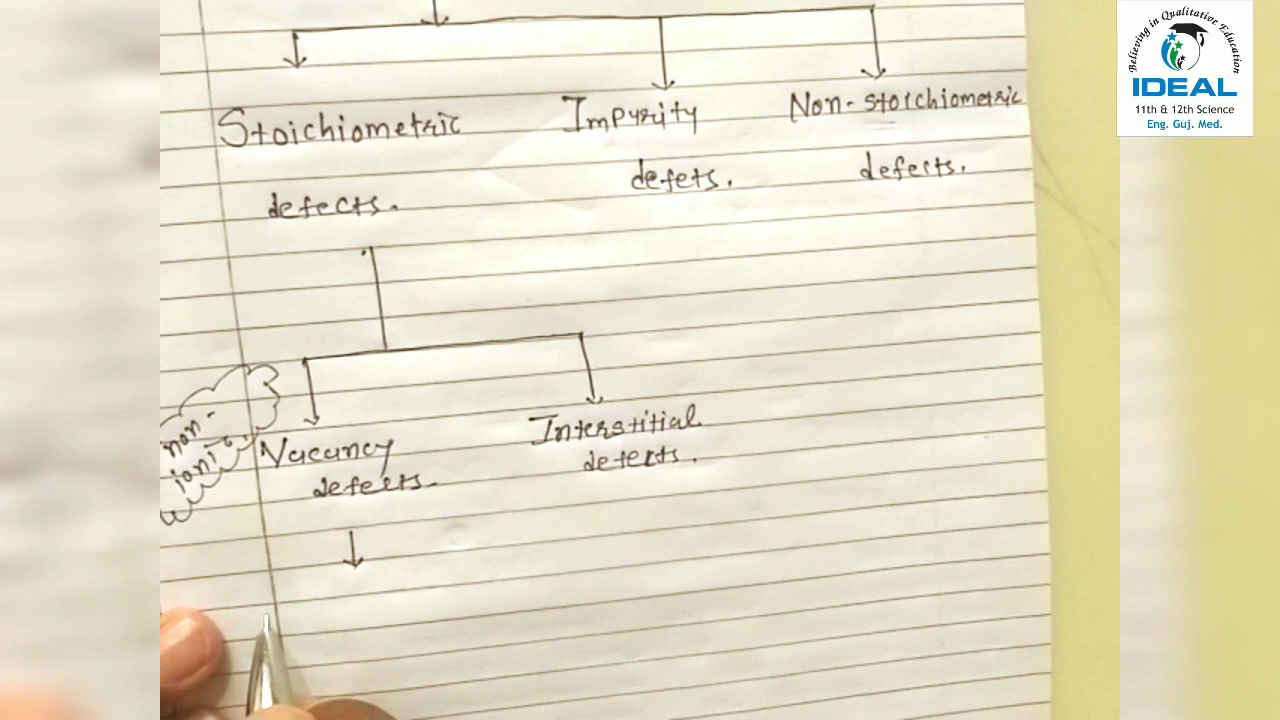 Stoichiometric
defects.
Impurity
defets.
Non-stoichiometric
defects.
non-
ionic
Vacancy
defects.
Interstitial
defects.
Believing in Qualitative Education
IDEAL
11th & 12th Science
Eng. Guj. Med.